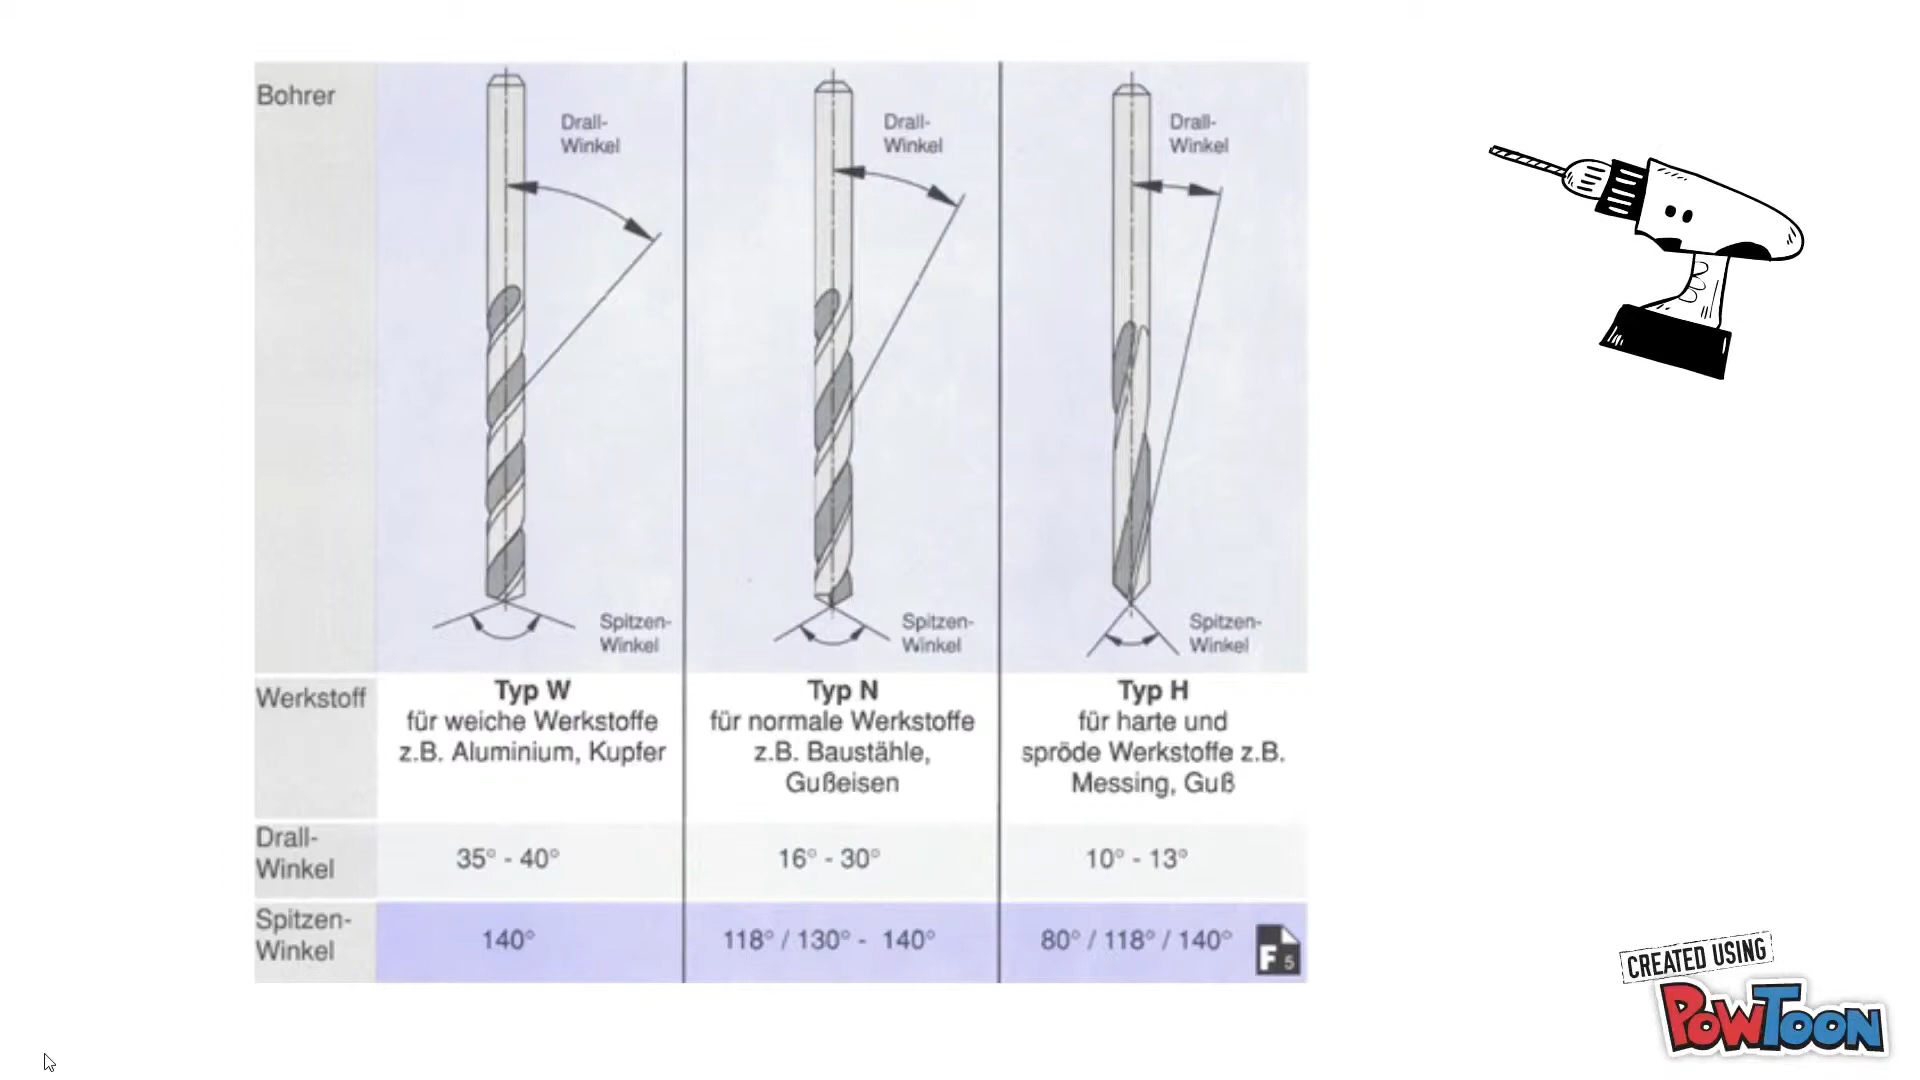 Bohrer
Drall-
Winkel
Drall-
Winkel
Drall-
Winkel
Spitzen-
Winkel
Spitzen-
Winkel
Spitzen-
Winkel
Werkstoff
Typ W
für weiche Werkstoffe
z.B. Aluminium, Kupfer
Typ N
für normale Werkstoffe
z.B. Baustähle,
Gußeisen
Typ H
für harte und
spröde Werkstoffe z.B.
Messing, Guß
Drall-
Winkel
35° - 40°
16° - 30°
10° - 13°
Spitzen-
Winkel
140°
118° / 130° - 140°
80° / 118° / 140°
F 5
CREATED USING
POWTOON